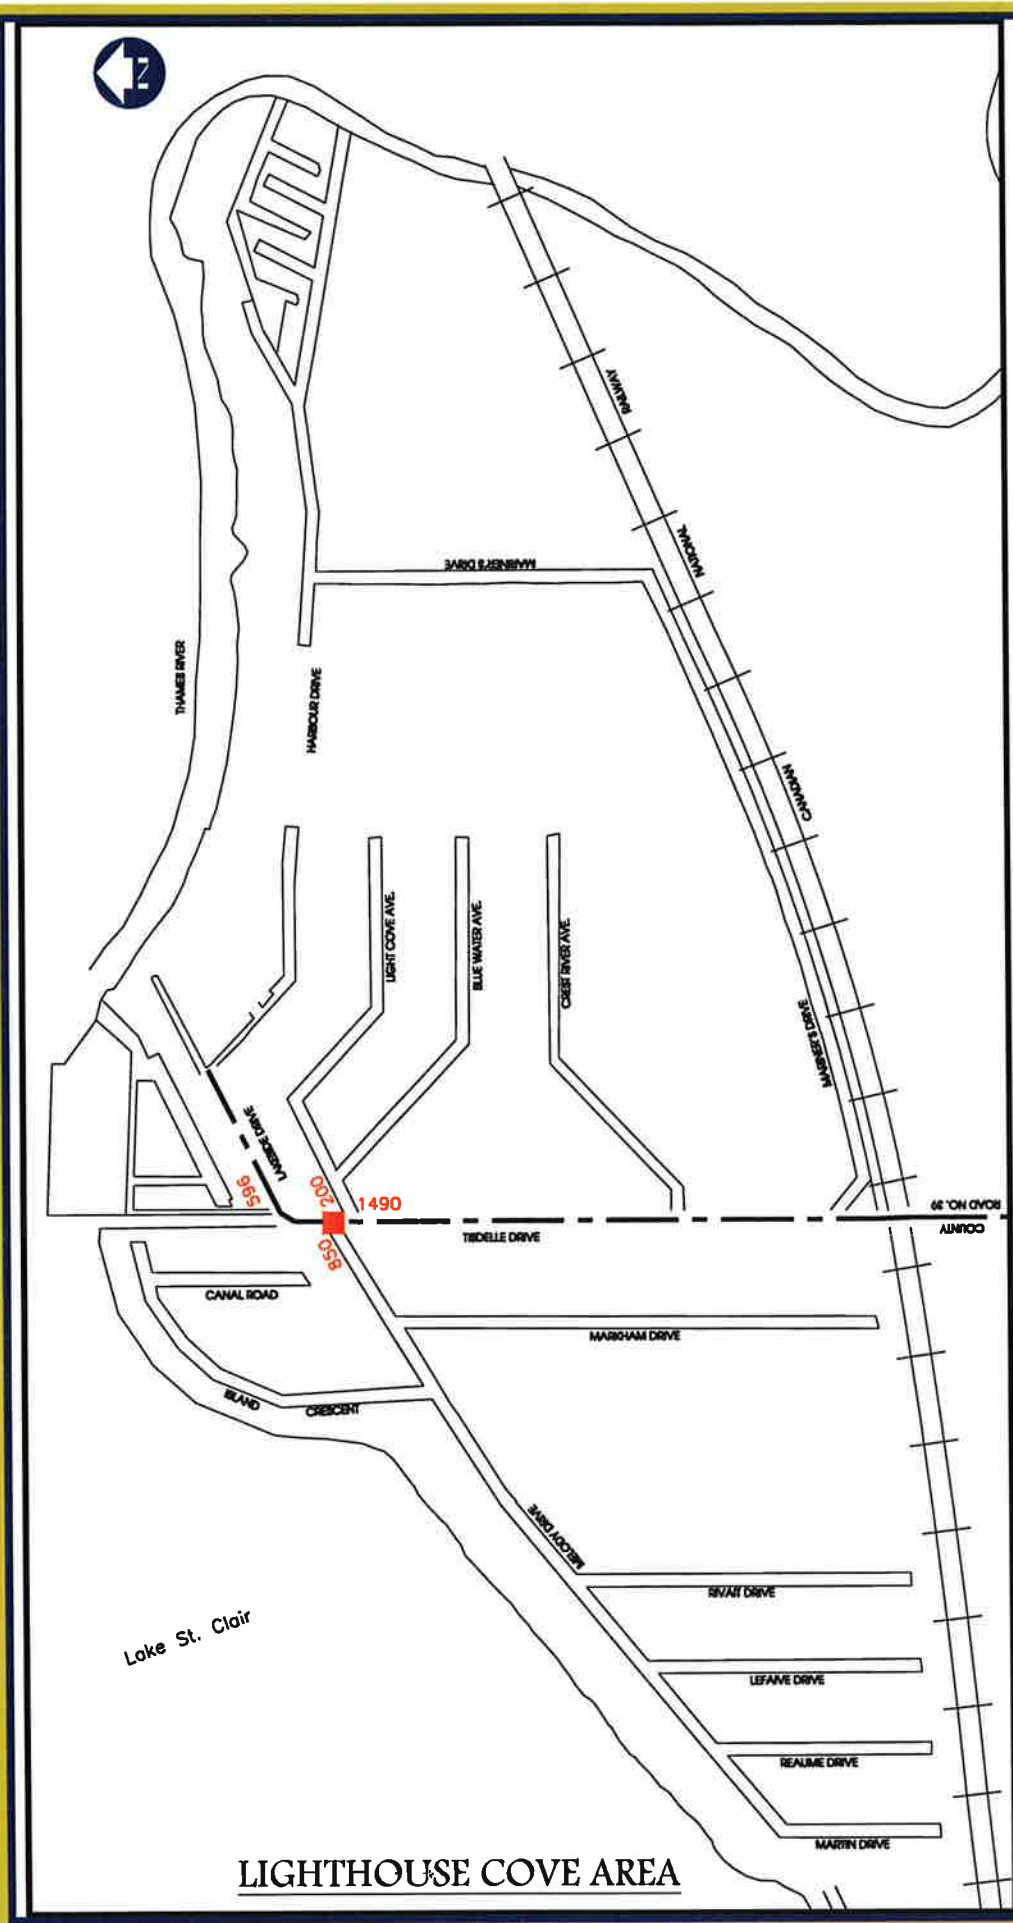 N
RAILWAY
NATIONAL
MARINER'S DRIVE
THAMES RIVER
HARBOUR DRIVE
CANADIAN
LIGHT COVE AVE.
BLUE WATER AVE.
CREST RIVER AVE.
MARINER'S DRIVE
LAKESIDE DRIVE
596
200
1490
850
COUNTY
ROAD NO. 39
TISDELLE DRIVE
CANAL ROAD
MARKHAM DRIVE
ISLAND
CRESCENT
MELODY DRIVE
RIVAIT DRIVE
Lake St. Clair
LEFAIVE DRIVE
REAUME DRIVE
MARTIN DRIVE
LIGHTHOUSE COVE AREA